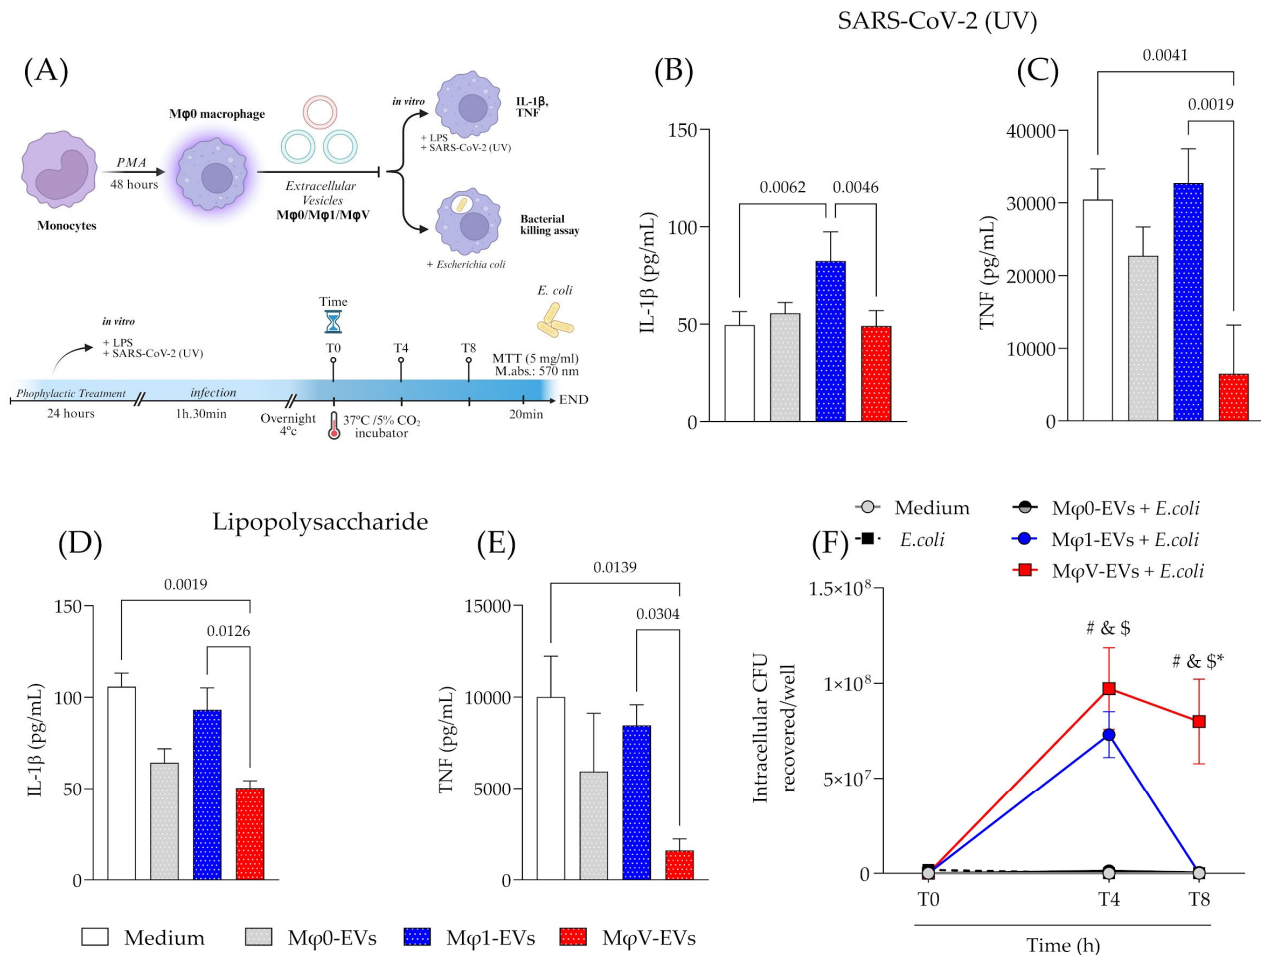 SARS-CoV-2 (UV)
(A)
Mφ0 macrophage
PMA
48 hours
Monocytes
Extracellular
Vesicles
Mφ0/Mφ1/MφV
in vitro
+ LPS
+ SARS-CoV-2 (UV)
IL-1β,
TNF
Bacterial
killing assay
+ Escherichia coli
in vitro
+ LPS
+ SARS-CoV-2 (UV)
Time
T0
T4
T8
E. coli
MTT (5 mg/ml)
M.abs.: 570 nm
Phophylactic Treatment
infection
END
24 hours
1h.30min
Overnight
4ºc
37ºC /5% CO₂
incubator
20min
(B)
IL-1β (pg/mL)
150
100
50
0
0.0062
0.0046
(C)
TNF (pg/mL)
40000
30000
20000
10000
0
0.0041
0.0019
Lipopolysaccharide
(D)
IL-1β (pg/mL)
150
100
50
0
0.0019
0.0126
(E)
TNF (pg/mL)
15000
10000
5000
0
0.0139
0.0304
(F)
Medium
E.coli
Mφ0-EVs + E.coli
Mφ1-EVs + E.coli
MφV-EVs + E.coli
Intracellular CFU
recovered/well
1.5×10⁸
1×10⁸
5×10⁷
0
# & $
# & $*
T0
T4
T8
Time (h)
Medium
Mφ0-EVs
Mφ1-EVs
MφV-EVs